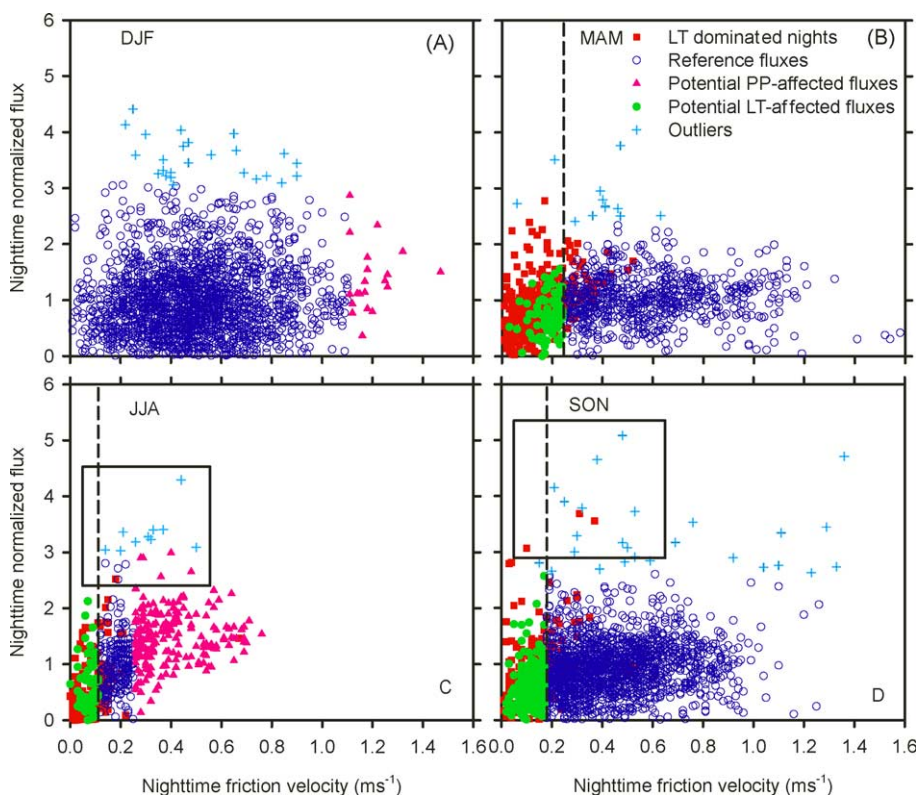 DJF
(A)
6
5
4
3
2
1
0
Nighttime normalized flux
MAM
(B)
LT dominated nights
Reference fluxes
Potential PP-affected fluxes
Potential LT-affected fluxes
Outliers
JJA
C
6
5
4
3
2
1
0
Nighttime normalized flux
0.0 0.2 0.4 0.6 0.8 1.0 1.2 1.4
Nighttime friction velocity (ms⁻¹)
SON
D
0.0 0.2 0.4 0.6 0.8 1.0 1.2 1.4 1.6
Nighttime friction velocity (ms⁻¹)